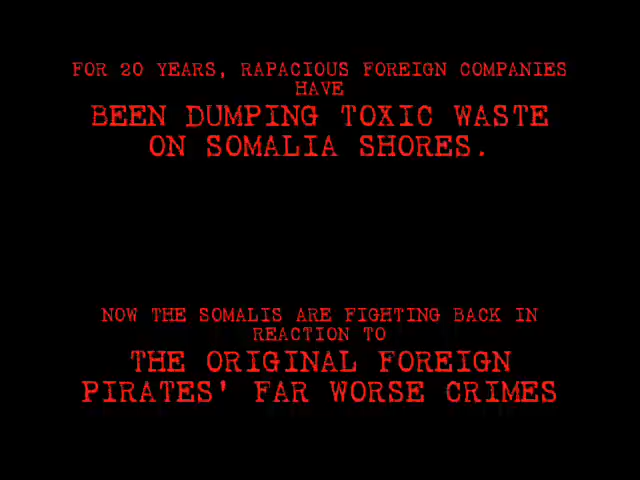 FOR 20 YEARS, RAPACIOUS FOREIGN COMPANIES
HAVE
BEEN DUMPING TOXIC WASTE
ON SOMALIA SHORES.
NOW THE SOMALIS ARE FIGHTING BACK IN
REACTION TO
THE ORIGINAL FOREIGN
PIRATES' FAR WORSE CRIMES